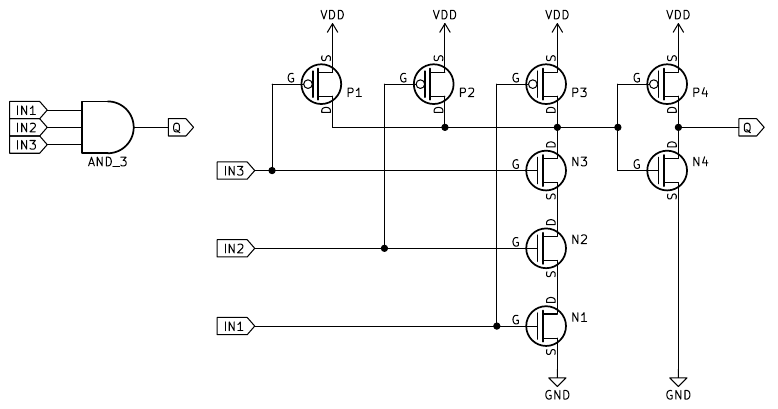 VDD VDD VDD VDD
S S S S
G P1 G P2 G P3 G P4
D D D D
IN1
IN2 Q
IN3
AND_3
Q
D D
IN3 G N3 G N4
S S
D
IN2 G N2
S
D
IN1 G N1
S
GND GND